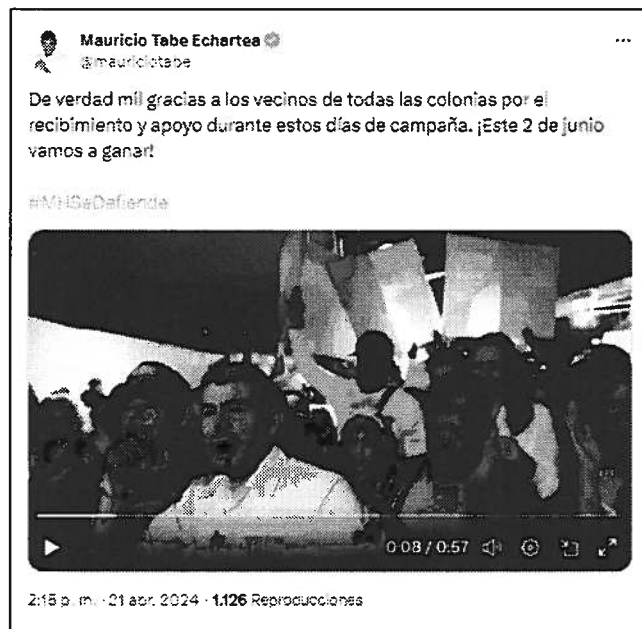 Mauricio Tabe Echartea
@mauriciotabe
...
De verdad mil gracias a los vecinos de todas las colonias por el
recibimiento y apoyo durante estos días de campaña. ¡Este 2 de junio
vamos a ganar!
#MHSeDefiende
0:08 / 0:57
2:15 p. m. · 21 abr. 2024 · 1,126 Reproducciones